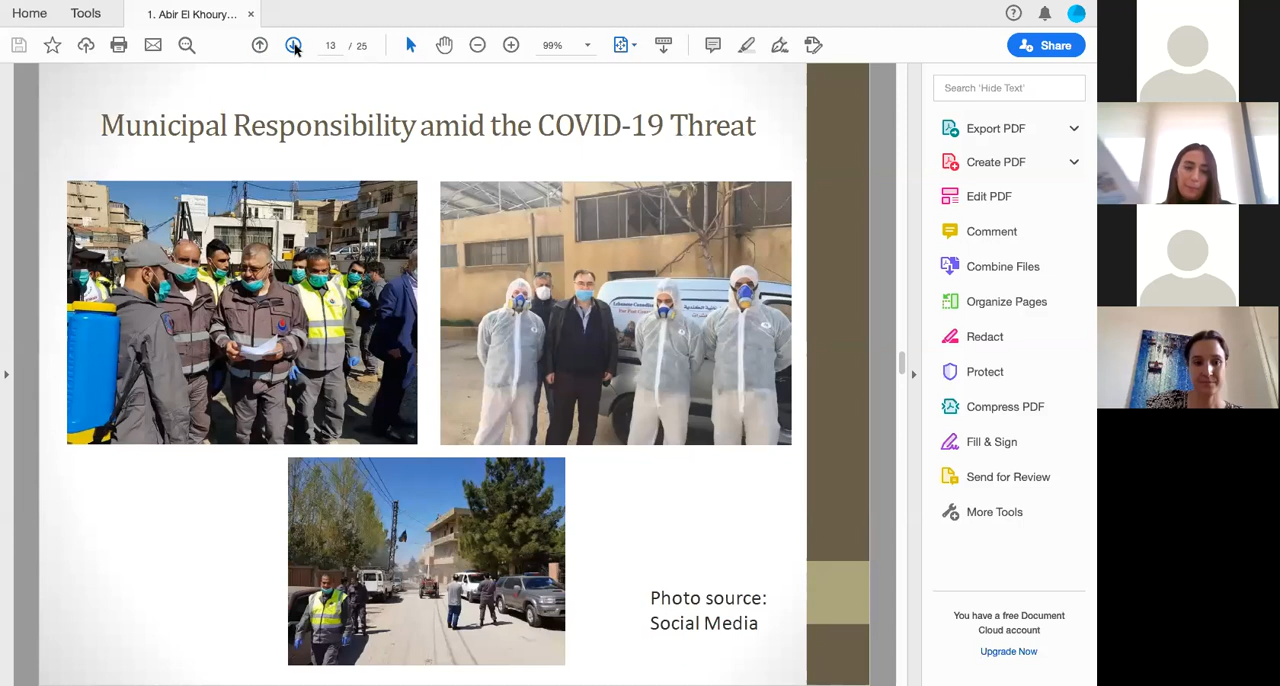 Home
Tools
1. Abir El Khoury... ×
13 / 25
99%
Share
Municipal Responsibility amid the COVID-19 Threat
Photo source:
Social Media
Search 'Hide Text'
Export PDF
Create PDF
Edit PDF
Comment
Combine Files
Organize Pages
Redact
Protect
Compress PDF
Fill & Sign
Send for Review
More Tools
You have a free Document
Cloud account
Upgrade Now